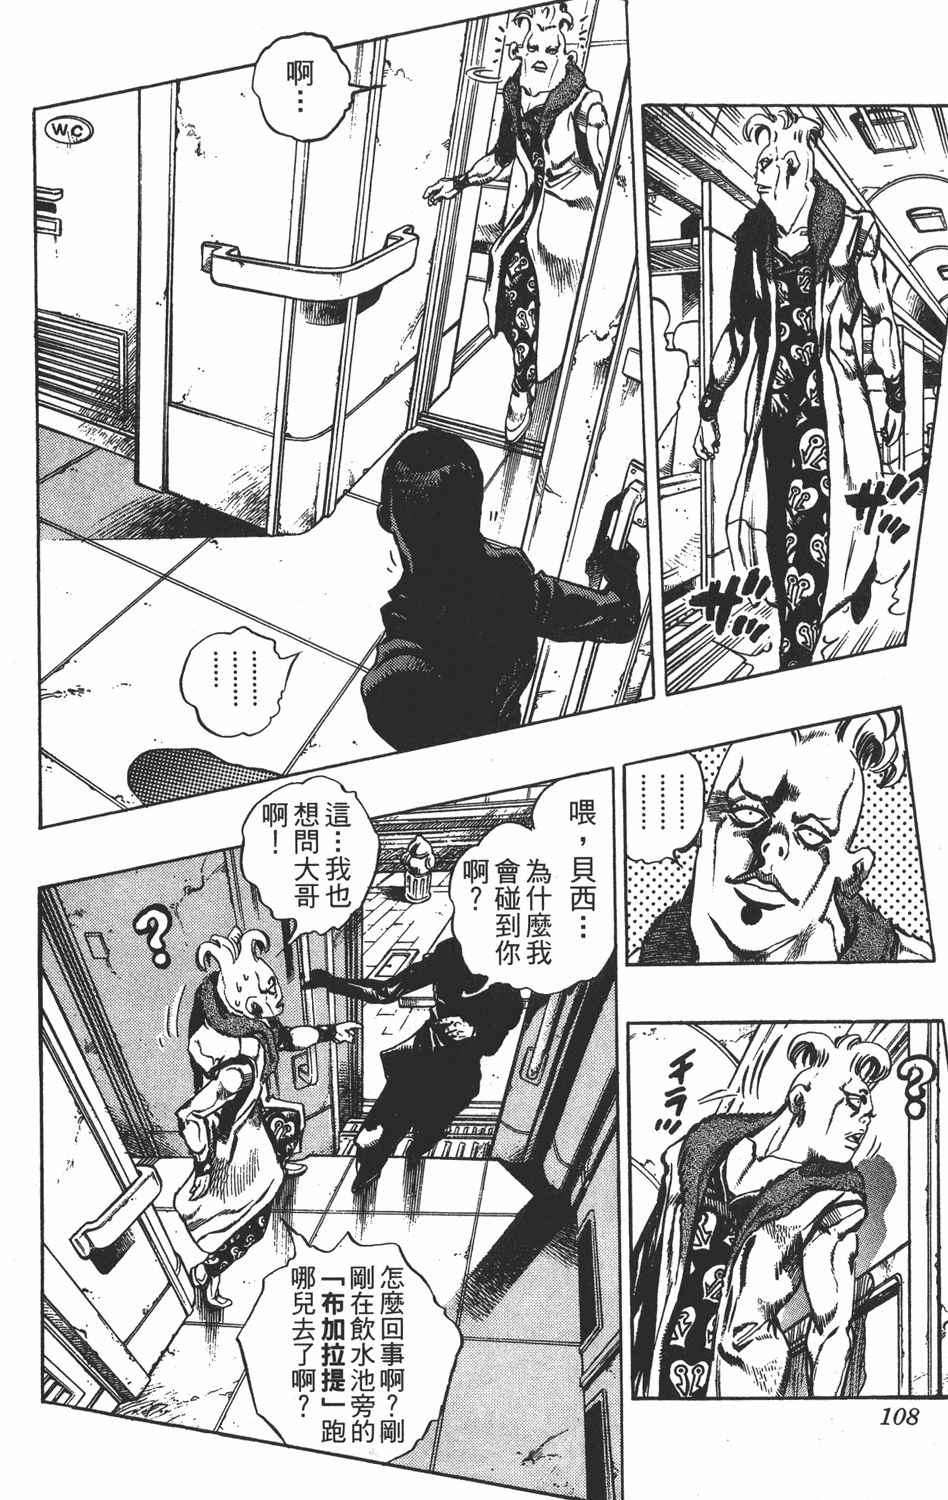 ザ"
ザッ
啊…
WC
………
………
………
チラッ
?
喂，貝西…
為什麼我
會碰到你
啊？
這…我也
想問大哥
啊！
?
怎麼回事啊？剛
剛在飲水池旁的
「布加拉提」跑
哪兒去了啊？
108